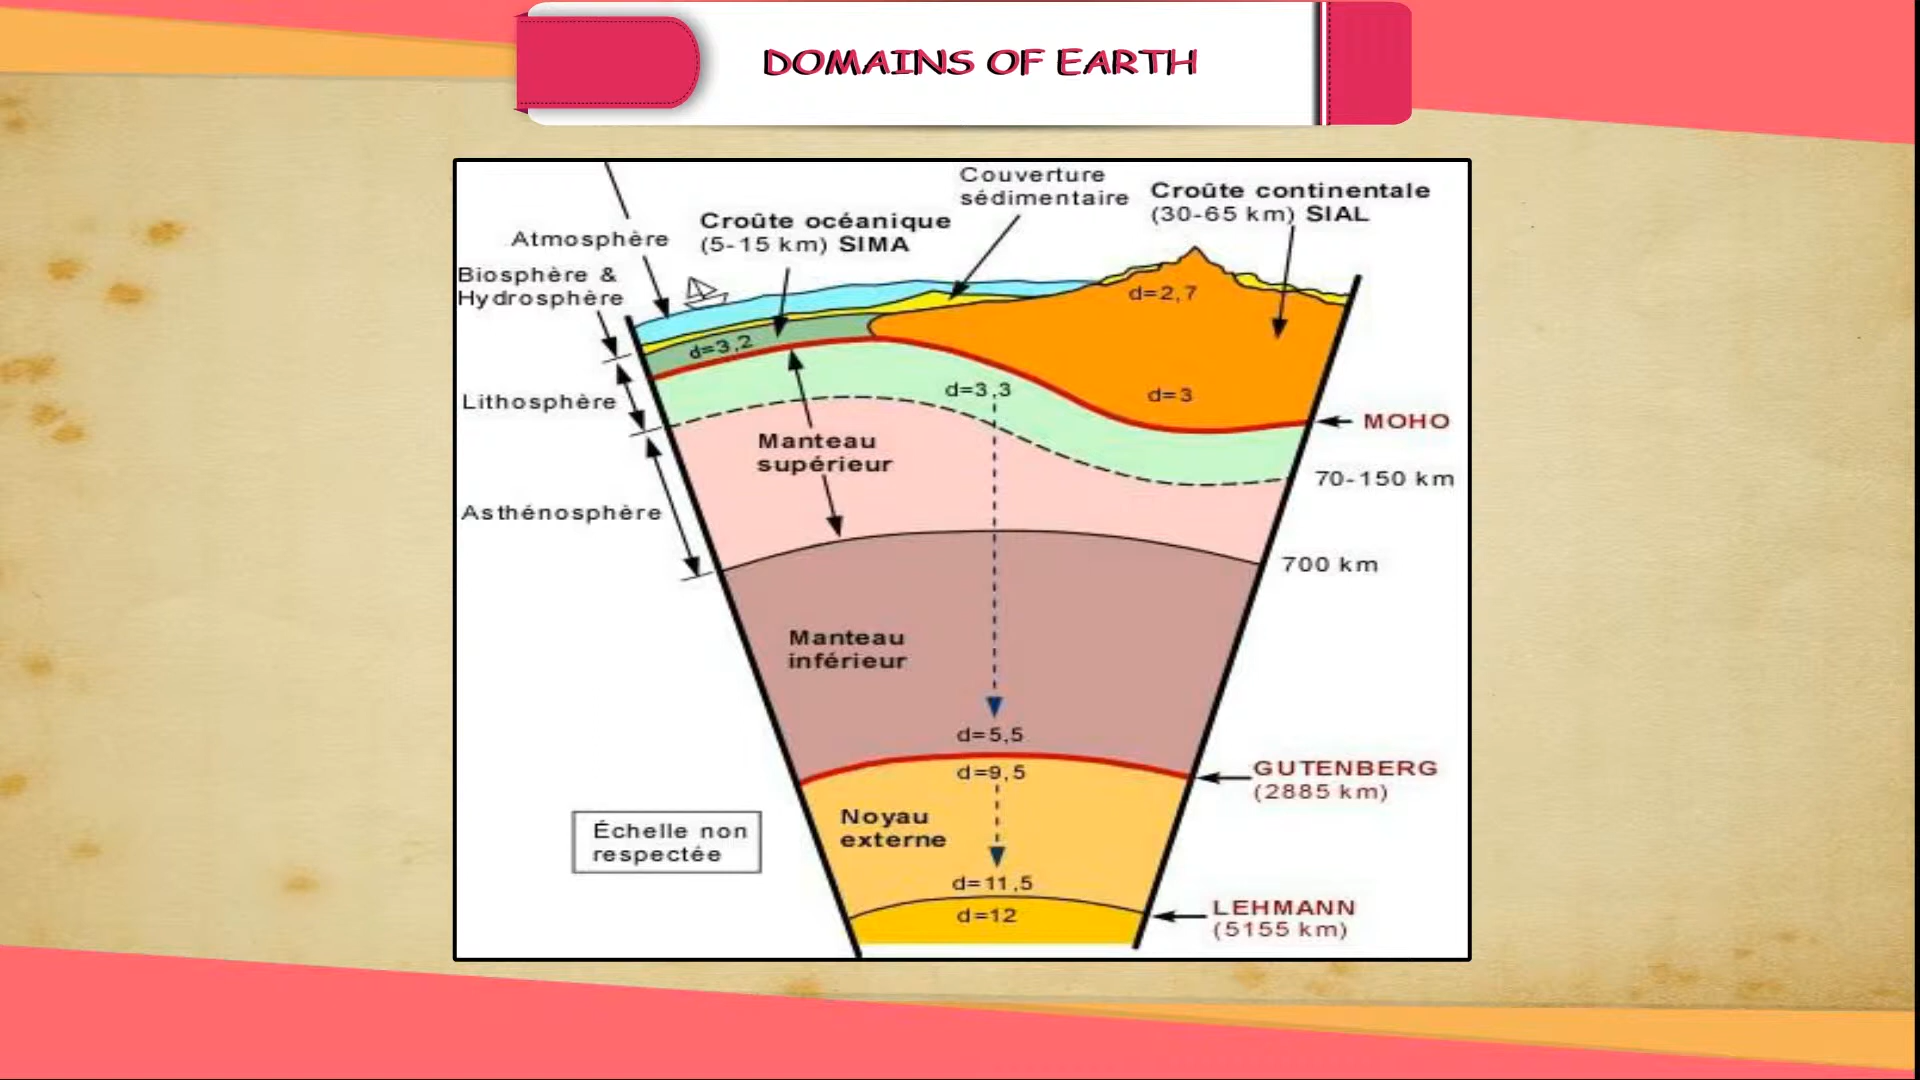 DOMAINS OF EARTH
Couverture
sédimentaire
Croûte continentale
(30-65 km) SIAL
Croûte océanique
(5-15 km) SIMA
Atmosphère
Biosphère &
Hydrosphère
d=2,7
d=3,2
d=3,3
d=3
Lithosphère
MOHO
Manteau
supérieur
70-150 km
Asthénosphère
700 km
Manteau
inférieur
d=5,5
d=9,5
GUTENBERG
(2885 km)
Noyau
externe
Échelle non
respectée
d=11,5
d=12
LEHMANN
(5155 km)